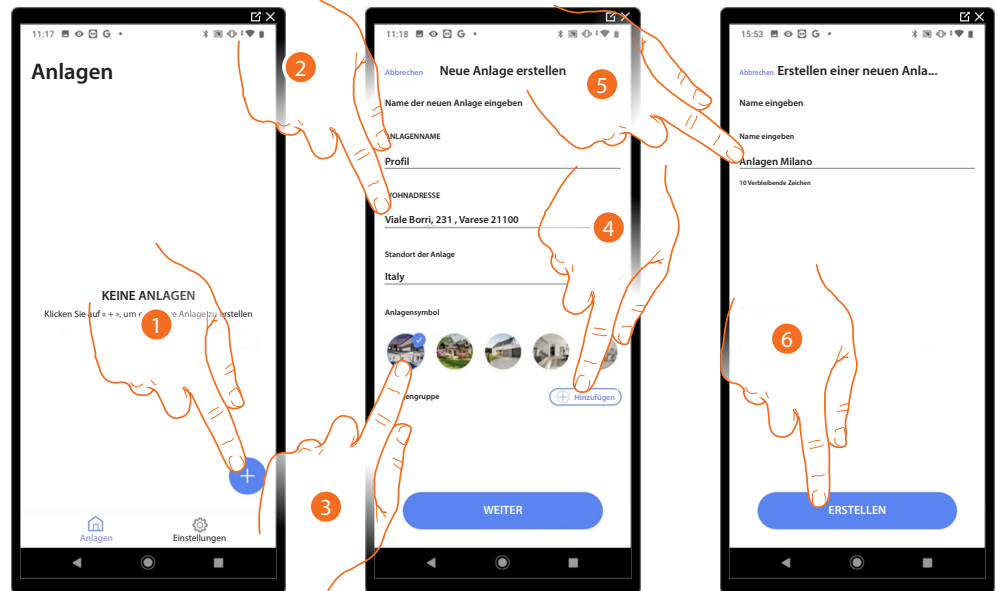 11:17
G
Anlagen
KEINE ANLAGEN
Klicken Sie auf « + », um Anlage zu erstellen
1
Anlagen
Einstellungen
2
11:18
G
Abbrechen Neue Anlage erstellen
Name der neuen Anlage eingeben
ANLAGENNAME
Profil
WOHNADRESSE
Viale Borri, 231 , Varese 21100
4
Standort der Anlage
Italy
Anlagensymbol
Hinzufügen
3
WEITER
5
15:53
G
Abbrechen Erstellen einer neuen Anla...
Name eingeben
Name eingeben
Anlagen Milano
10 Verbleibende Zeichen
6
ERSTELLEN